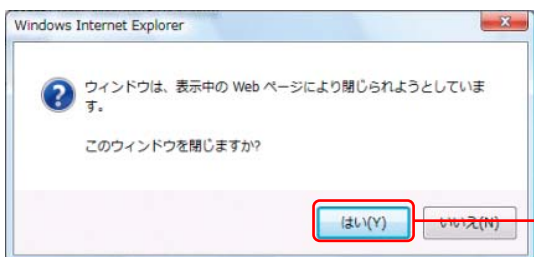 Windows Internet Explorer
ウィンドウは、表示中の Web ページにより閉じられようとしていま
す。
このウィンドウを閉じますか?
はい(Y) いいえ(N)